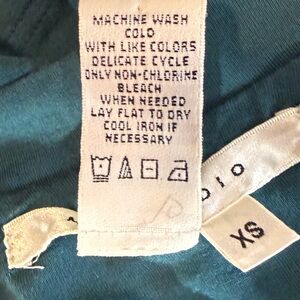 MACHINE WASH
COLD
WITH LIKE COLORS
DELICATE CYCLE
ONLY NON-CHLORINE
BLEACH
WHEN NEEDED
LAY FLAT TO DRY
COOL IRON IF
NECESSARY
XS